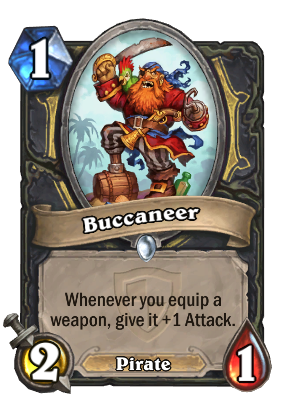 1
Buccaneer
Whenever you equip a
weapon, give it +1 Attack.
2
Pirate
1